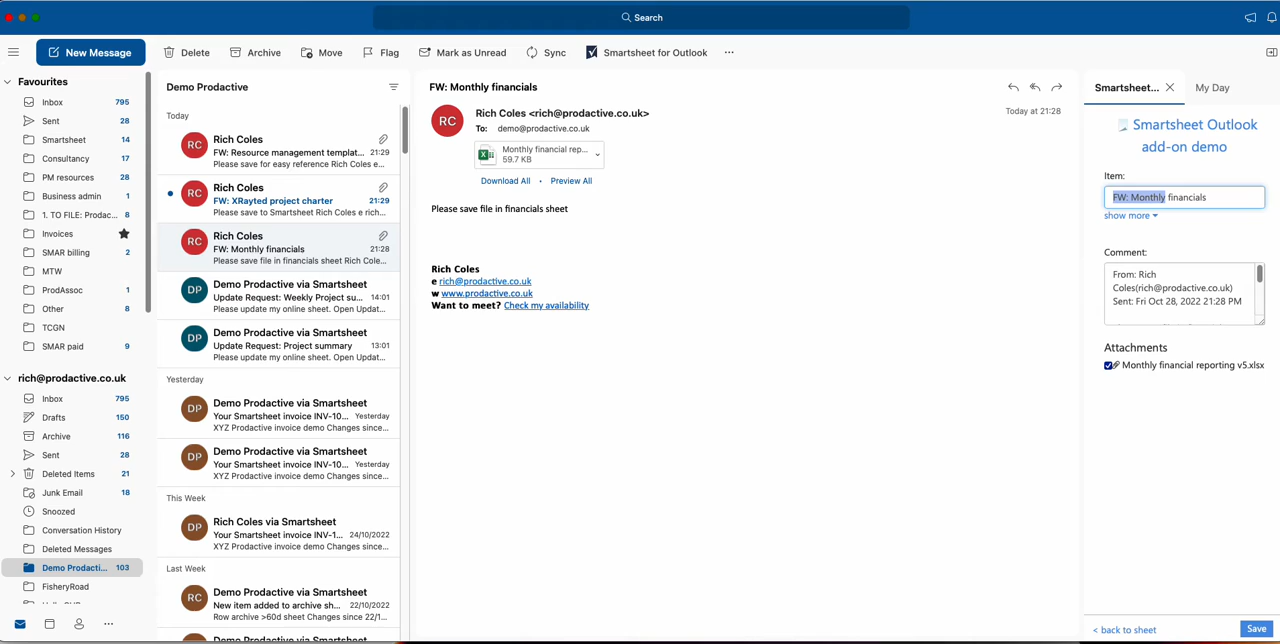 Search
New Message
Delete
Archive
Move
Flag
Mark as Unread
Sync
Smartsheet for Outlook
Favourites
Inbox 795
Sent 28
Smartsheet 14
Consultancy 17
PM resources 28
Business admin 1
1. TO FILE: Prodac... 8
Invoices
SMAR billing 2
MTW
ProdAssoc 1
Other 8
TCGN
SMAR paid 9
rich@prodactive.co.uk
Inbox 795
Drafts 150
Archive 116
Sent 28
Deleted Items 21
Junk Email 18
Snoozed
Conversation History
Deleted Messages
Demo Prodacti... 103
FisheryRoad
Demo Prodactive
Today
RC
Rich Coles
FW: Resource management templat... 21:29
Please save for easy reference Rich Coles e...
RC
Rich Coles
FW: XRayted project charter 21:29
Please save to Smartsheet Rich Coles e rich...
RC
Rich Coles
FW: Monthly financials 21:28
Please save file in financials sheet Rich Cole...
DP
Demo Prodactive via Smartsheet
Update Request: Weekly Project su... 14:01
Please update my online sheet. Open Updat...
DP
Demo Prodactive via Smartsheet
Update Request: Project summary 13:01
Please update my online sheet. Open Updat...
Yesterday
DP
Demo Prodactive via Smartsheet
Your Smartsheet invoice INV-10... Yesterday
XYZ Prodactive invoice demo Changes since...
DP
Demo Prodactive via Smartsheet
Your Smartsheet invoice INV-10... Yesterday
XYZ Prodactive invoice demo Changes since...
This Week
DP
Rich Coles via Smartsheet
Your Smartsheet invoice INV-1... 24/10/2022
XYZ Prodactive invoice demo Changes since...
Last Week
RC
Demo Prodactive via Smartsheet
New item added to archive sh... 22/10/2022
Row archive >60d sheet Changes since 22/1...
Demo Prodactive via Smartsheet
FW: Monthly financials
RC
Rich Coles <rich@prodactive.co.uk>
To: demo@prodactive.co.uk
Today at 21:28
Monthly financial rep...
59.7 KB
Download All • Preview All
Please save file in financials sheet
Rich Coles
e rich@prodactive.co.uk
w www.prodactive.co.uk
Want to meet? Check my availability
Smartsheet...
My Day
Smartsheet Outlook
add-on demo
Item:
FW: Monthly financials
show more
Comment:
From: Rich
Coles(rich@prodactive.co.uk)
Sent: Fri Oct 28, 2022 21:28 PM
Attachments
Monthly financial reporting v5.xlsx
< back to sheet
Save